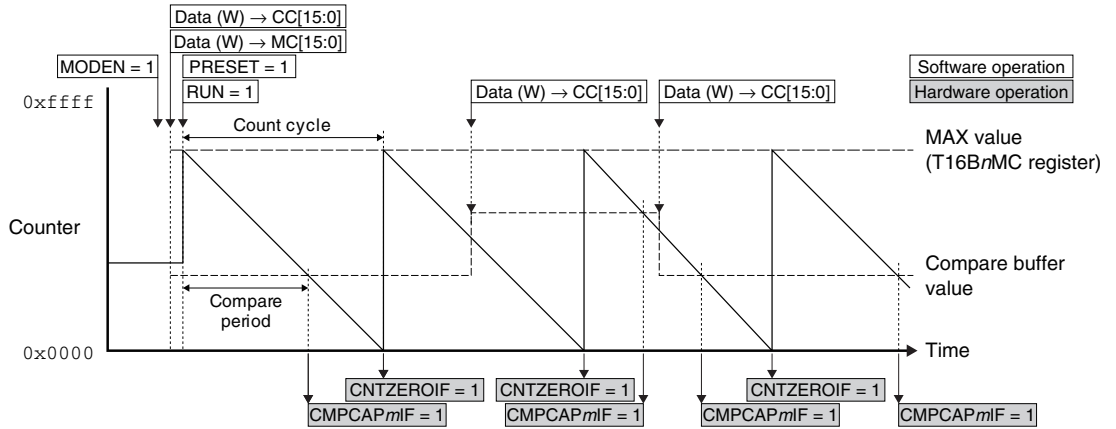 Data (W) → CC[15:0]
Data (W) → MC[15:0]
MODEN = 1
PRESET = 1
RUN = 1
Data (W) → CC[15:0]
Data (W) → CC[15:0]
Software operation
Hardware operation
0xffff
Count cycle
MAX value
(T16BnMC register)
Counter
Compare buffer
value
Compare
period
0x0000
Time
CNTZEROIF = 1
CNTZEROIF = 1
CNTZEROIF = 1
CMPCAPmIF = 1
CMPCAPmIF = 1
CMPCAPmIF = 1
CMPCAPmIF = 1